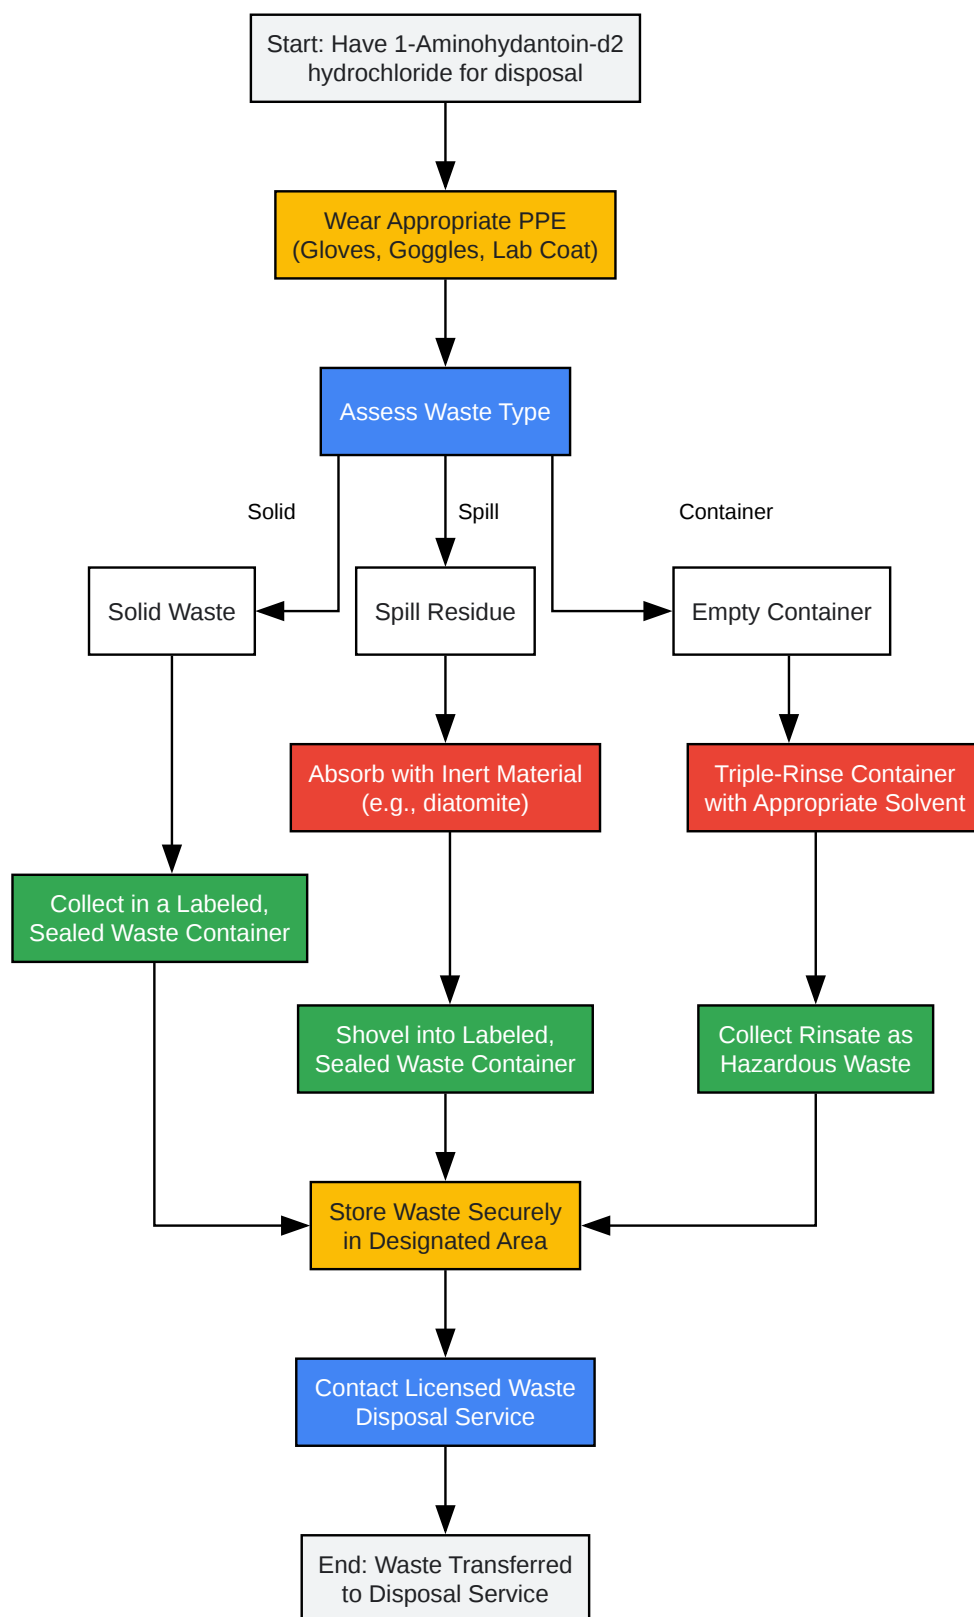 Start: Have 1-Aminohydantoin-d2
hydrochloride for disposal
Wear Appropriate PPE
(Gloves, Goggles, Lab Coat)
Assess Waste Type
Solid
Spill
Container
Solid Waste
Spill Residue
Empty Container
Absorb with Inert Material
(e.g., diatomite)
Triple-Rinse Container
with Appropriate Solvent
Collect in a Labeled,
Sealed Waste Container
Shovel into Labeled,
Sealed Waste Container
Collect Rinsate as
Hazardous Waste
Store Waste Securely
in Designated Area
Contact Licensed Waste
Disposal Service
End: Waste Transferred
to Disposal Service